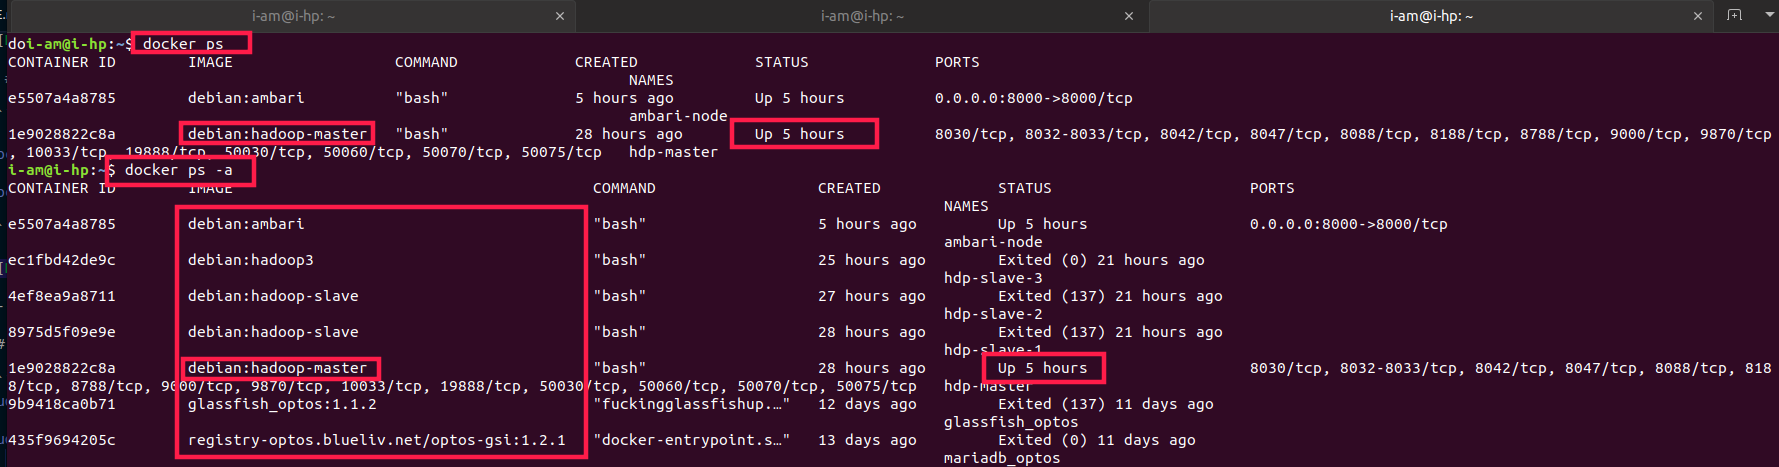 i-am@i-hp: ~ × i-am@i-hp: ~ × i-am@i-hp: ~ ×
doi-am@i-hp:~$ docker ps
CONTAINER ID IMAGE COMMAND CREATED STATUS PORTS
NAMES
e5507a4a8785 debian:ambari "bash" 5 hours ago Up 5 hours 0.0.0.0:8000->8000/tcp
ambari-node
1e9028822c8a debian:hadoop-master "bash" 28 hours ago Up 5 hours 8030/tcp, 8032-8033/tcp, 8042/tcp, 8047/tcp, 8088/tcp, 8188/tcp, 8788/tcp, 9000/tcp, 9870/tcp
, 10033/tcp, 19888/tcp, 50030/tcp, 50060/tcp, 50070/tcp, 50075/tcp hdp-master
i-am@i-hp:~$ docker ps -a
CONTAINER ID IMAGE COMMAND CREATED STATUS PORTS
NAMES
e5507a4a8785 debian:ambari "bash" 5 hours ago Up 5 hours 0.0.0.0:8000->8000/tcp
ambari-node
ec1fbd42de9c debian:hadoop3 "bash" 25 hours ago Exited (0) 21 hours ago
hdp-slave-3
4ef8ea9a8711 debian:hadoop-slave "bash" 27 hours ago Exited (137) 21 hours ago
hdp-slave-2
8975d5f09e9e debian:hadoop-slave "bash" 28 hours ago Exited (137) 21 hours ago
hdp-slave-1
1e9028822c8a debian:hadoop-master "bash" 28 hours ago Up 5 hours 8030/tcp, 8032-8033/tcp, 8042/tcp, 8047/tcp, 8088/tcp, 818
8/tcp, 8788/tcp, 9000/tcp, 9870/tcp, 10033/tcp, 19888/tcp, 50030/tcp, 50060/tcp, 50070/tcp, 50075/tcp hdp-master
9b9418ca0b71 glassfish_optos:1.1.2 "fuckingglassfishup.…" 12 days ago Exited (137) 11 days ago
glassfish_optos
435f9694205c registry-optos.blueliv.net/optos-gsi:1.2.1 "docker-entrypoint.s…" 13 days ago Exited (0) 11 days ago
mariadb_optos